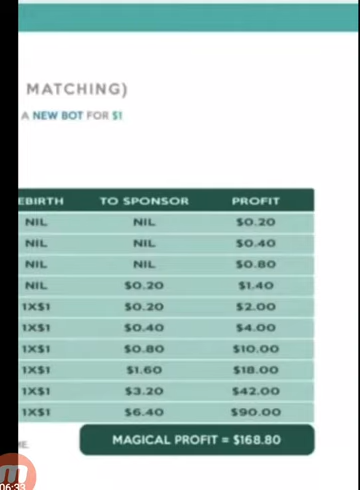 MATCHING)
A NEW BOT FOR $1
EBIRTH TO SPONSOR PROFIT
NIL NIL $0.20
NIL NIL $0.40
NIL NIL $0.80
NIL $0.20 $1.40
1X$1 $0.20 $2.00
1X$1 $0.40 $4.00
1X$1 $0.80 $10.00
1X$1 $1.60 $18.00
1X$1 $3.20 $42.00
1X$1 $6.40 $90.00
ME.
MAGICAL PROFIT = $168.80
06:33